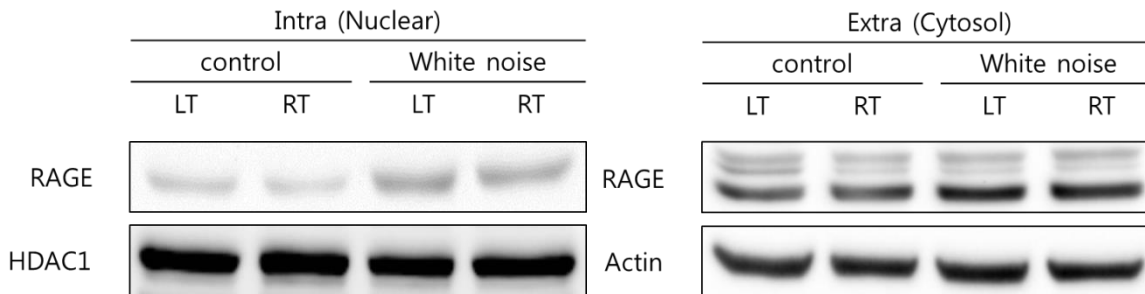 Intra (Nuclear) Extra (Cytosol)
control White noise control White noise
LT RT LT RT LT RT LT RT
RAGE RAGE
HDAC1 Actin